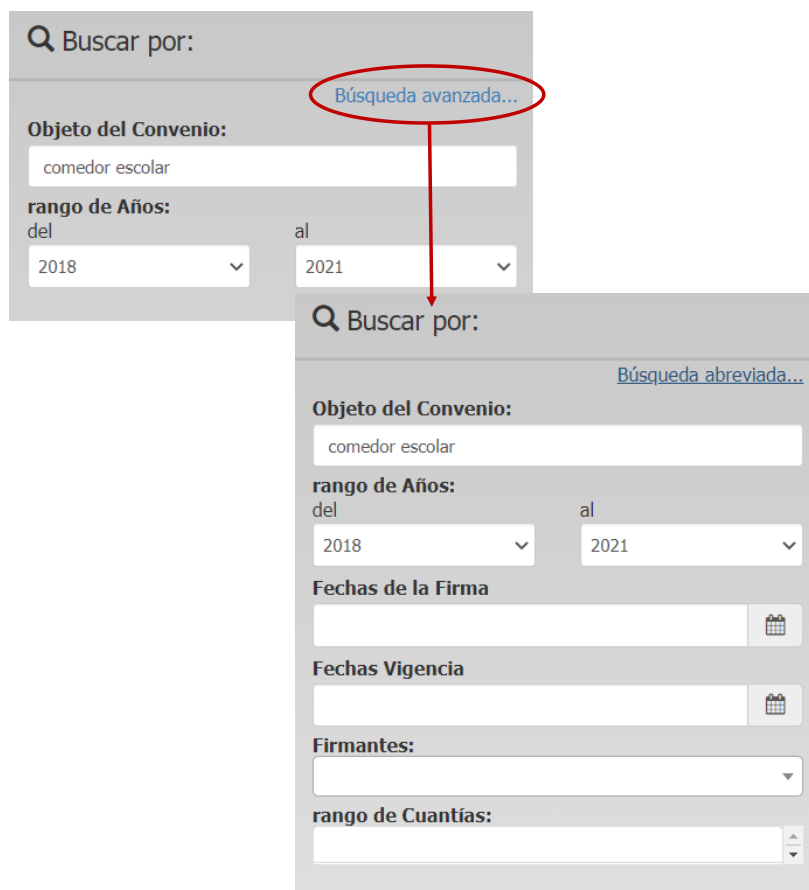 Buscar por:
Búsqueda avanzada...
Objeto del Convenio:
comedor escolar
rango de Años:
del al
2018 2021
Buscar por:
Búsqueda abreviada...
Objeto del Convenio:
comedor escolar
rango de Años:
del al
2018 2021
Fechas de la Firma
Fechas Vigencia
Firmantes:
rango de Cuantías: